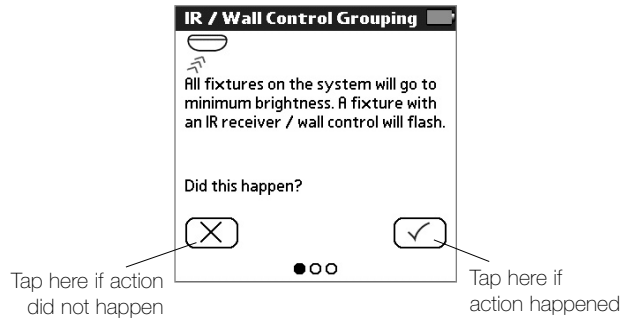 IR / Wall Control Grouping
All fixtures on the system will go to
minimum brightness. A fixture with
an IR receiver / wall control will flash.
Did this happen?
Tap here if action
did not happen
Tap here if
action happened